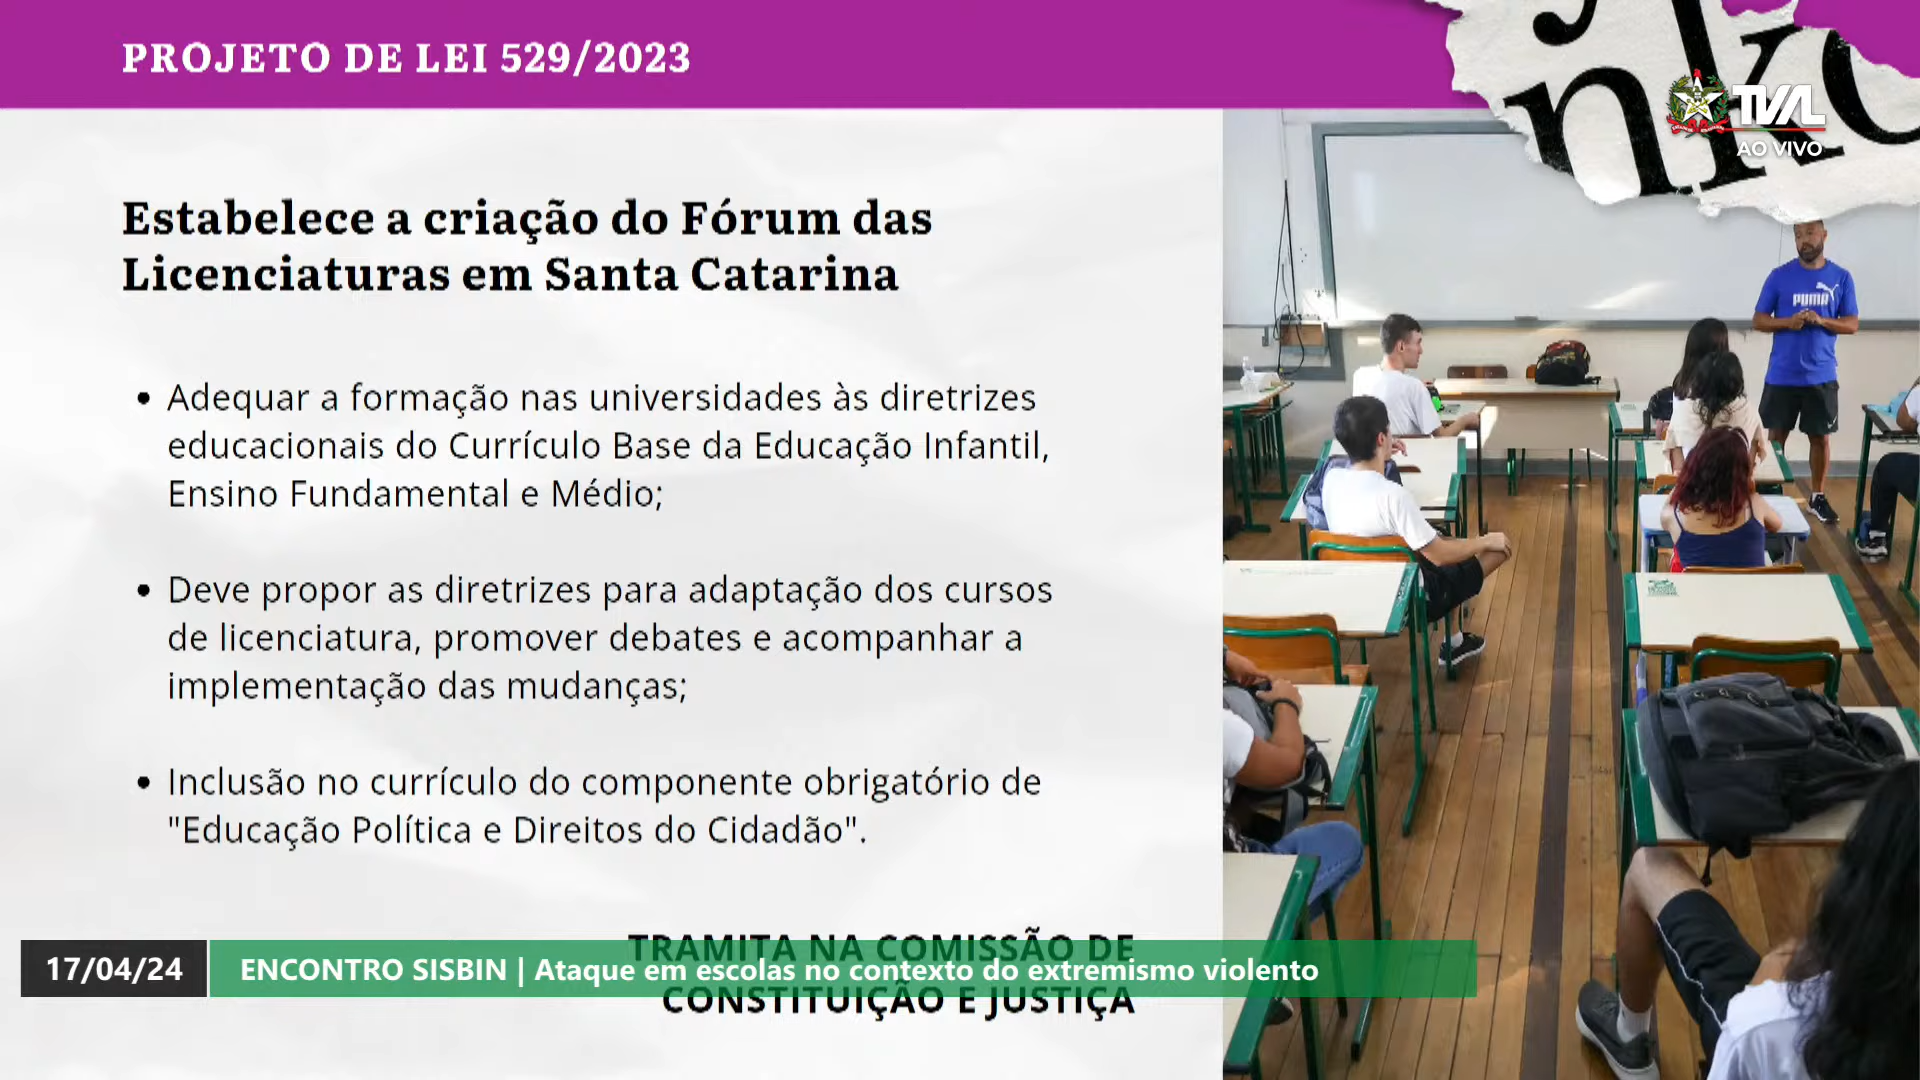 PROJETO DE LEI 529/2023
TVAL
AO VIVO
Estabelece a criação do Fórum das
Licenciaturas em Santa Catarina
• Adequar a formação nas universidades às diretrizes
educacionais do Currículo Base da Educação Infantil,
Ensino Fundamental e Médio;
• Deve propor as diretrizes para adaptação dos cursos
de licenciatura, promover debates e acompanhar a
implementação das mudanças;
• Inclusão no currículo do componente obrigatório de
"Educação Política e Direitos do Cidadão".
TRAMITA NA COMISSÃO DE
CONSTITUIÇÃO E JUSTIÇA
17/04/24
ENCONTRO SISBIN | Ataque em escolas no contexto do extremismo violento
PUMA